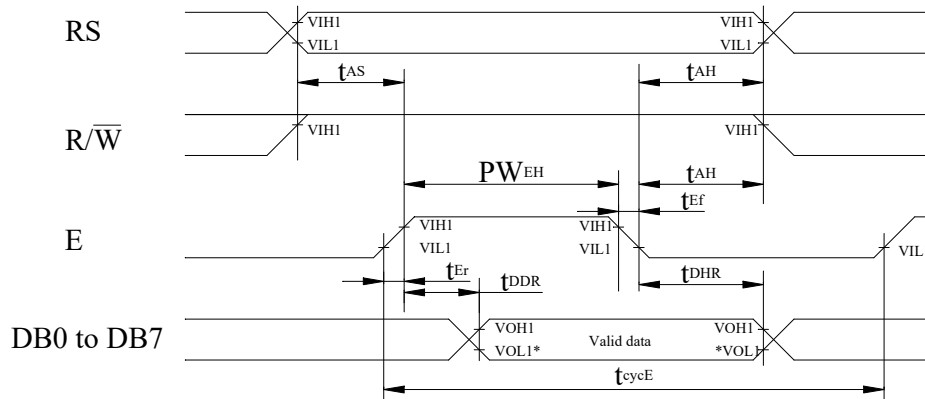 RS
VIH1
VIL1
VIH1
VIL1
tAS
tAH
R/W̅
VIH1
VIH1
PWEH
tAH
tEf
E
VIH1
VIL1
VIH1
VIL1
VIL
tEr
tDDR
tDHR
DB0 to DB7
VOH1
VOL1*
Valid data
VOH1
*VOL1
tcycE